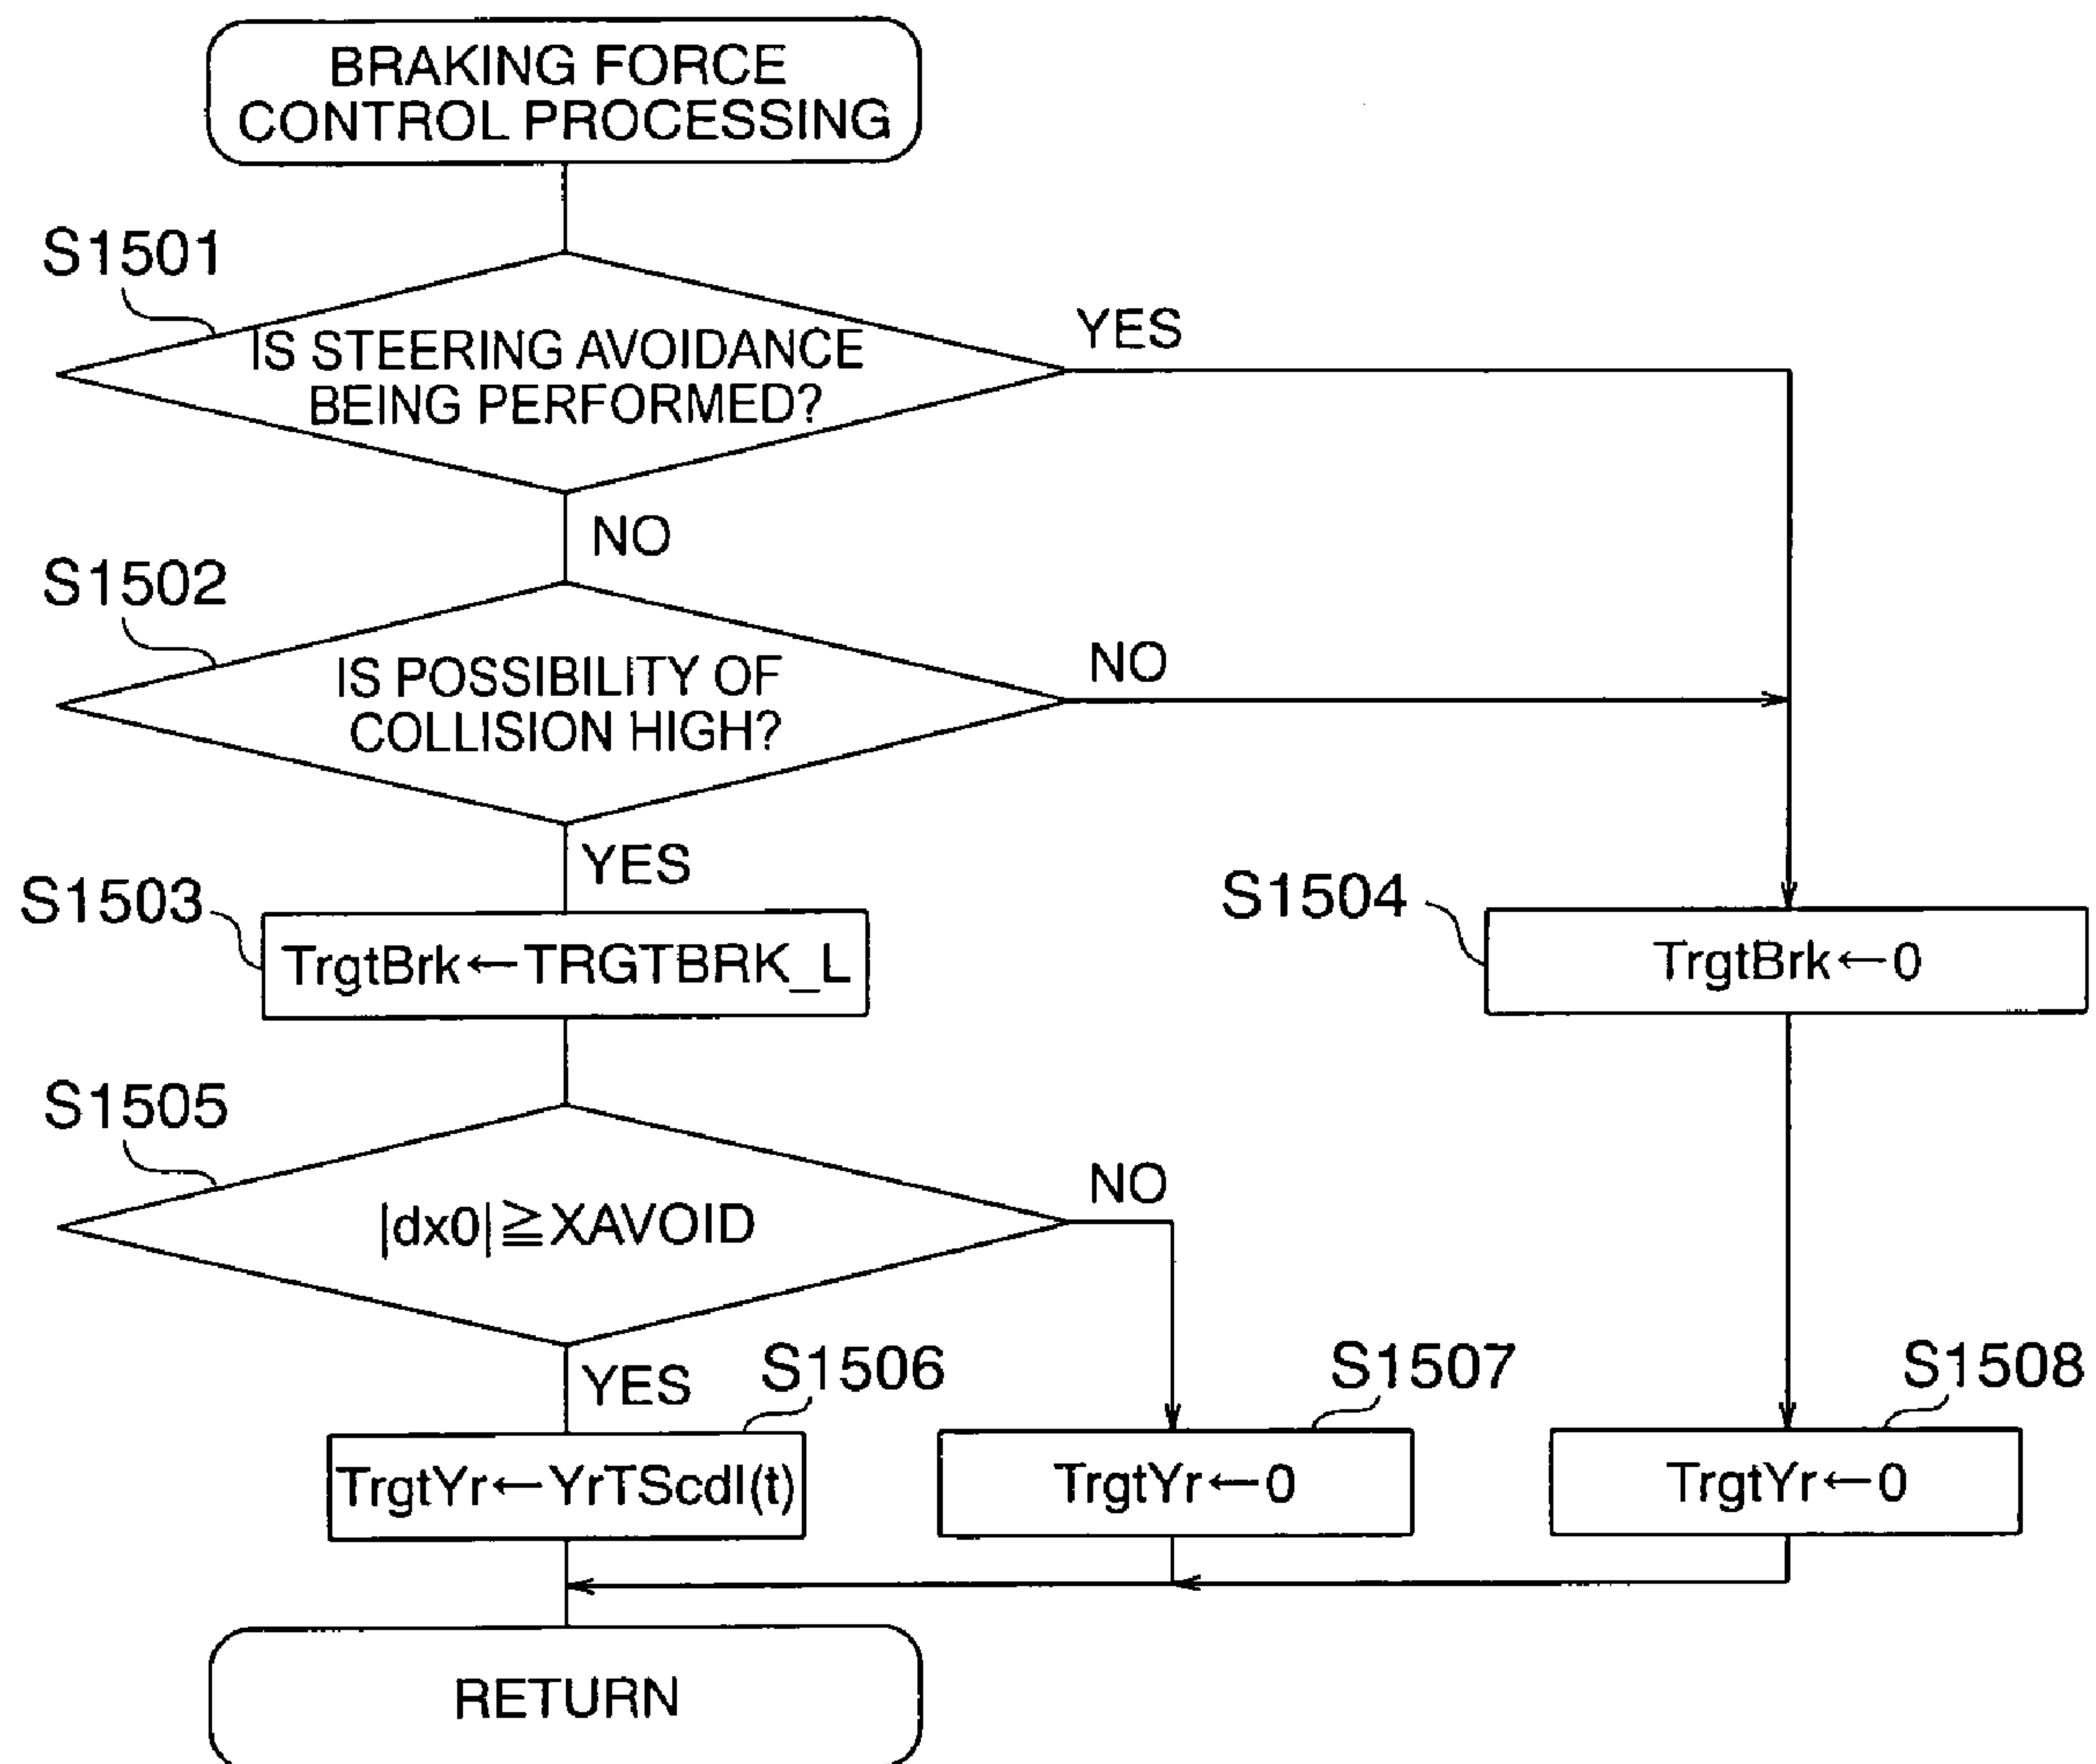 BRAKING FORCE
CONTROL PROCESSING
S1501
IS STEERING AVOIDANCE
BEING PERFORMED?
YES
NO
S1502
IS POSSIBILITY OF
COLLISION HIGH?
NO
YES
S1503
TrgtBrk←TRGTBRK_L
S1504
TrgtBrk←0
S1505
|dx0|≧XAVOID
NO
YES
S1506
TrgtYr←YrTScdl(t)
S1507
TrgtYr←0
S1508
TrgtYr←0
RETURN